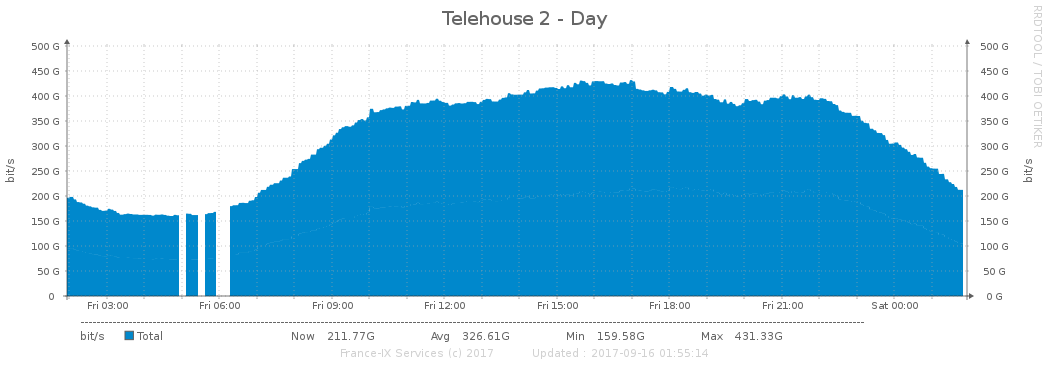 Telehouse 2 - Day
RRDTOOL / TOBI OETIKER
500 G 500 G
450 G 450 G
400 G 400 G
350 G 350 G
300 G 300 G
250 G 250 G
200 G 200 G
150 G 150 G
100 G 100 G
50 G 50 G
0 0 G
bit/s
bit/s
Fri 03:00 Fri 06:00 Fri 09:00 Fri 12:00 Fri 15:00 Fri 18:00 Fri 21:00 Sat 00:00
bit/s Total Now 211.77G Avg 326.61G Min 159.58G Max 431.33G
France-IX Services (c) 2017 Updated : 2017-09-16 01:55:14